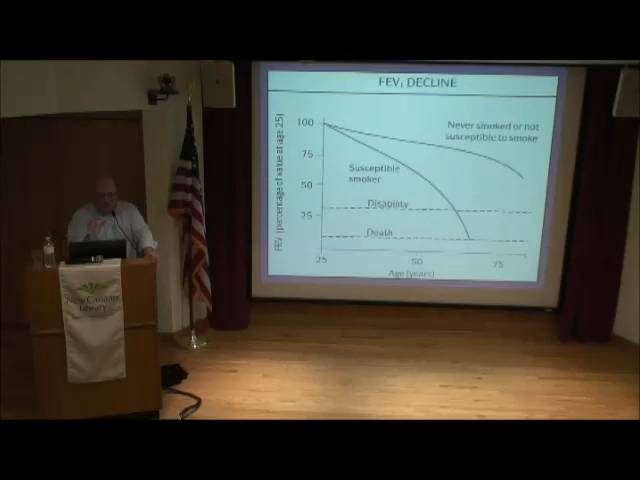 FEV₁ DECLINE
FEV₁ (percentage of value at age 25)
100
75
50
25
Never smoked or not
susceptible to smoke
Susceptible
smoker
Disability
Death
25
50
75
Age (years)
New Canaan
Library